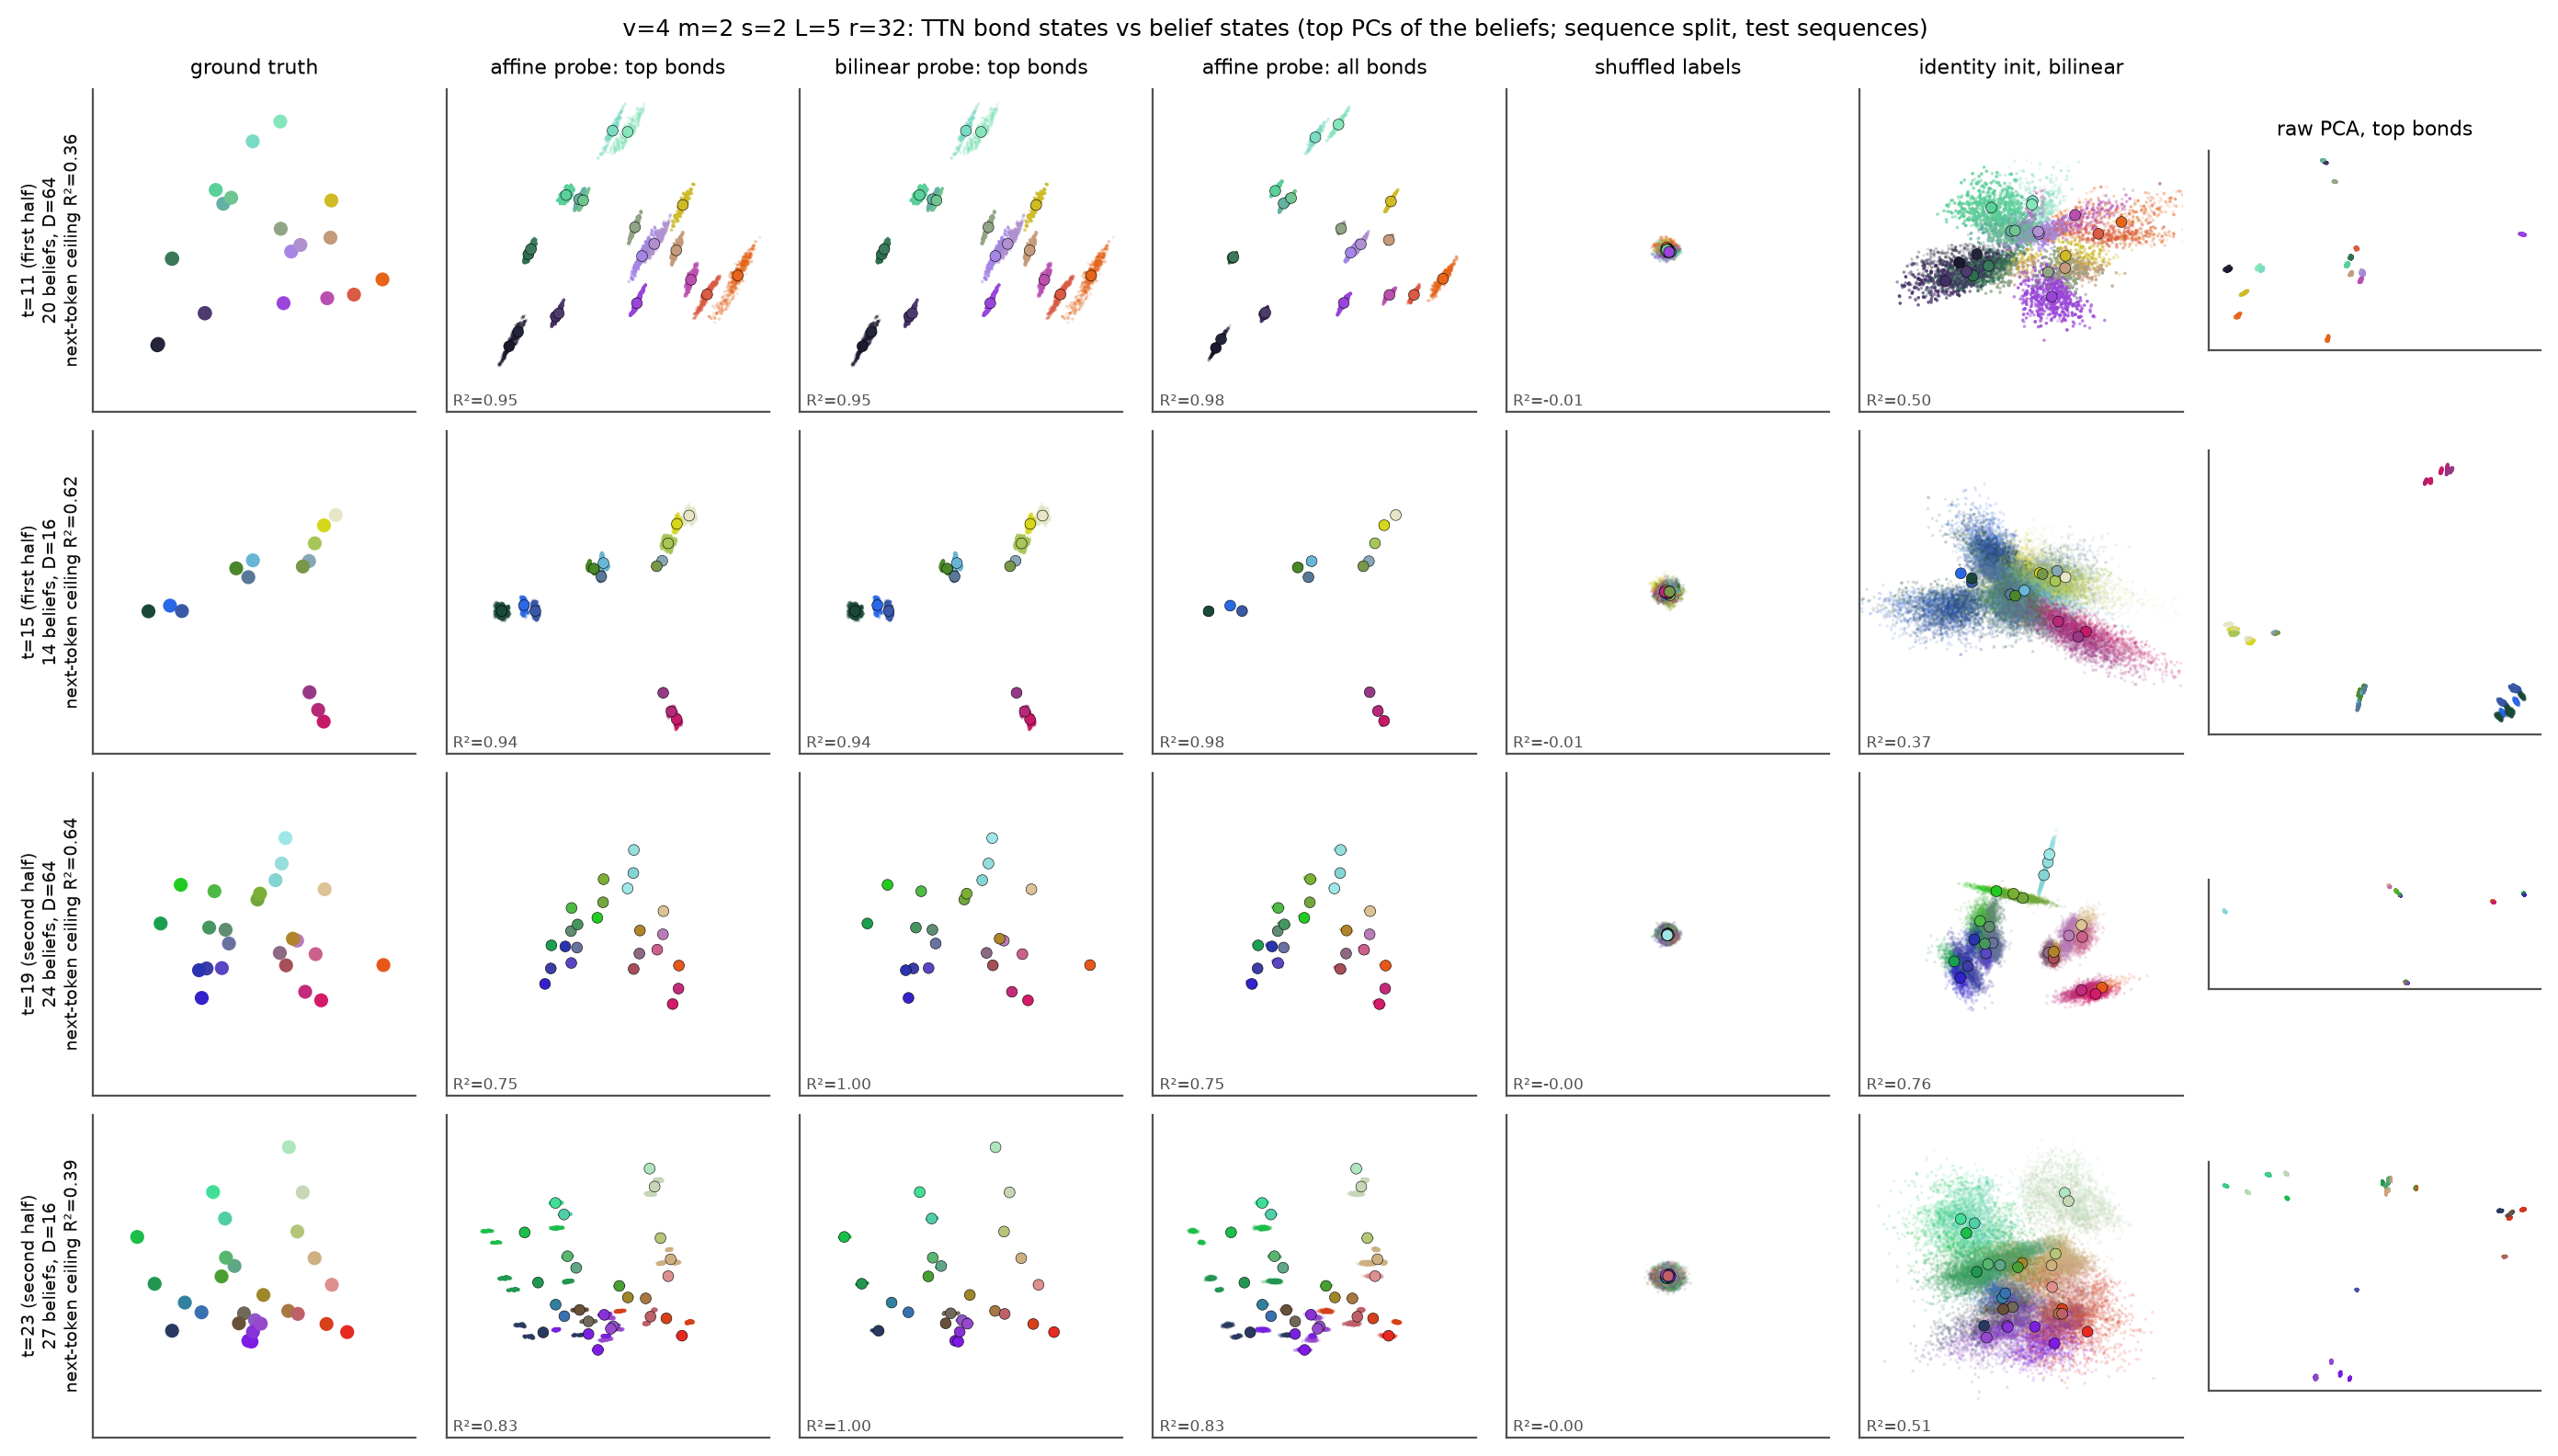 v=4 m=2 s=2 L=5 r=32: TTN bond states vs belief states (top PCs of the beliefs; sequence split, test sequences)
ground truth
affine probe: top bonds
bilinear probe: top bonds
affine probe: all bonds
shuffled labels
identity init, bilinear
raw PCA, top bonds
t=11 (first half)
20 beliefs, D=64
next-token ceiling R²=0.36
R²=0.95
R²=0.95
R²=0.98
R²=-0.01
R²=0.50
t=15 (first half)
14 beliefs, D=16
next-token ceiling R²=0.62
R²=0.94
R²=0.94
R²=0.98
R²=-0.01
R²=0.37
t=19 (second half)
24 beliefs, D=64
next-token ceiling R²=0.64
R²=0.75
R²=1.00
R²=0.75
R²=-0.00
R²=0.76
t=23 (second half)
27 beliefs, D=16
next-token ceiling R²=0.39
R²=0.83
R²=1.00
R²=0.83
R²=-0.00
R²=0.51